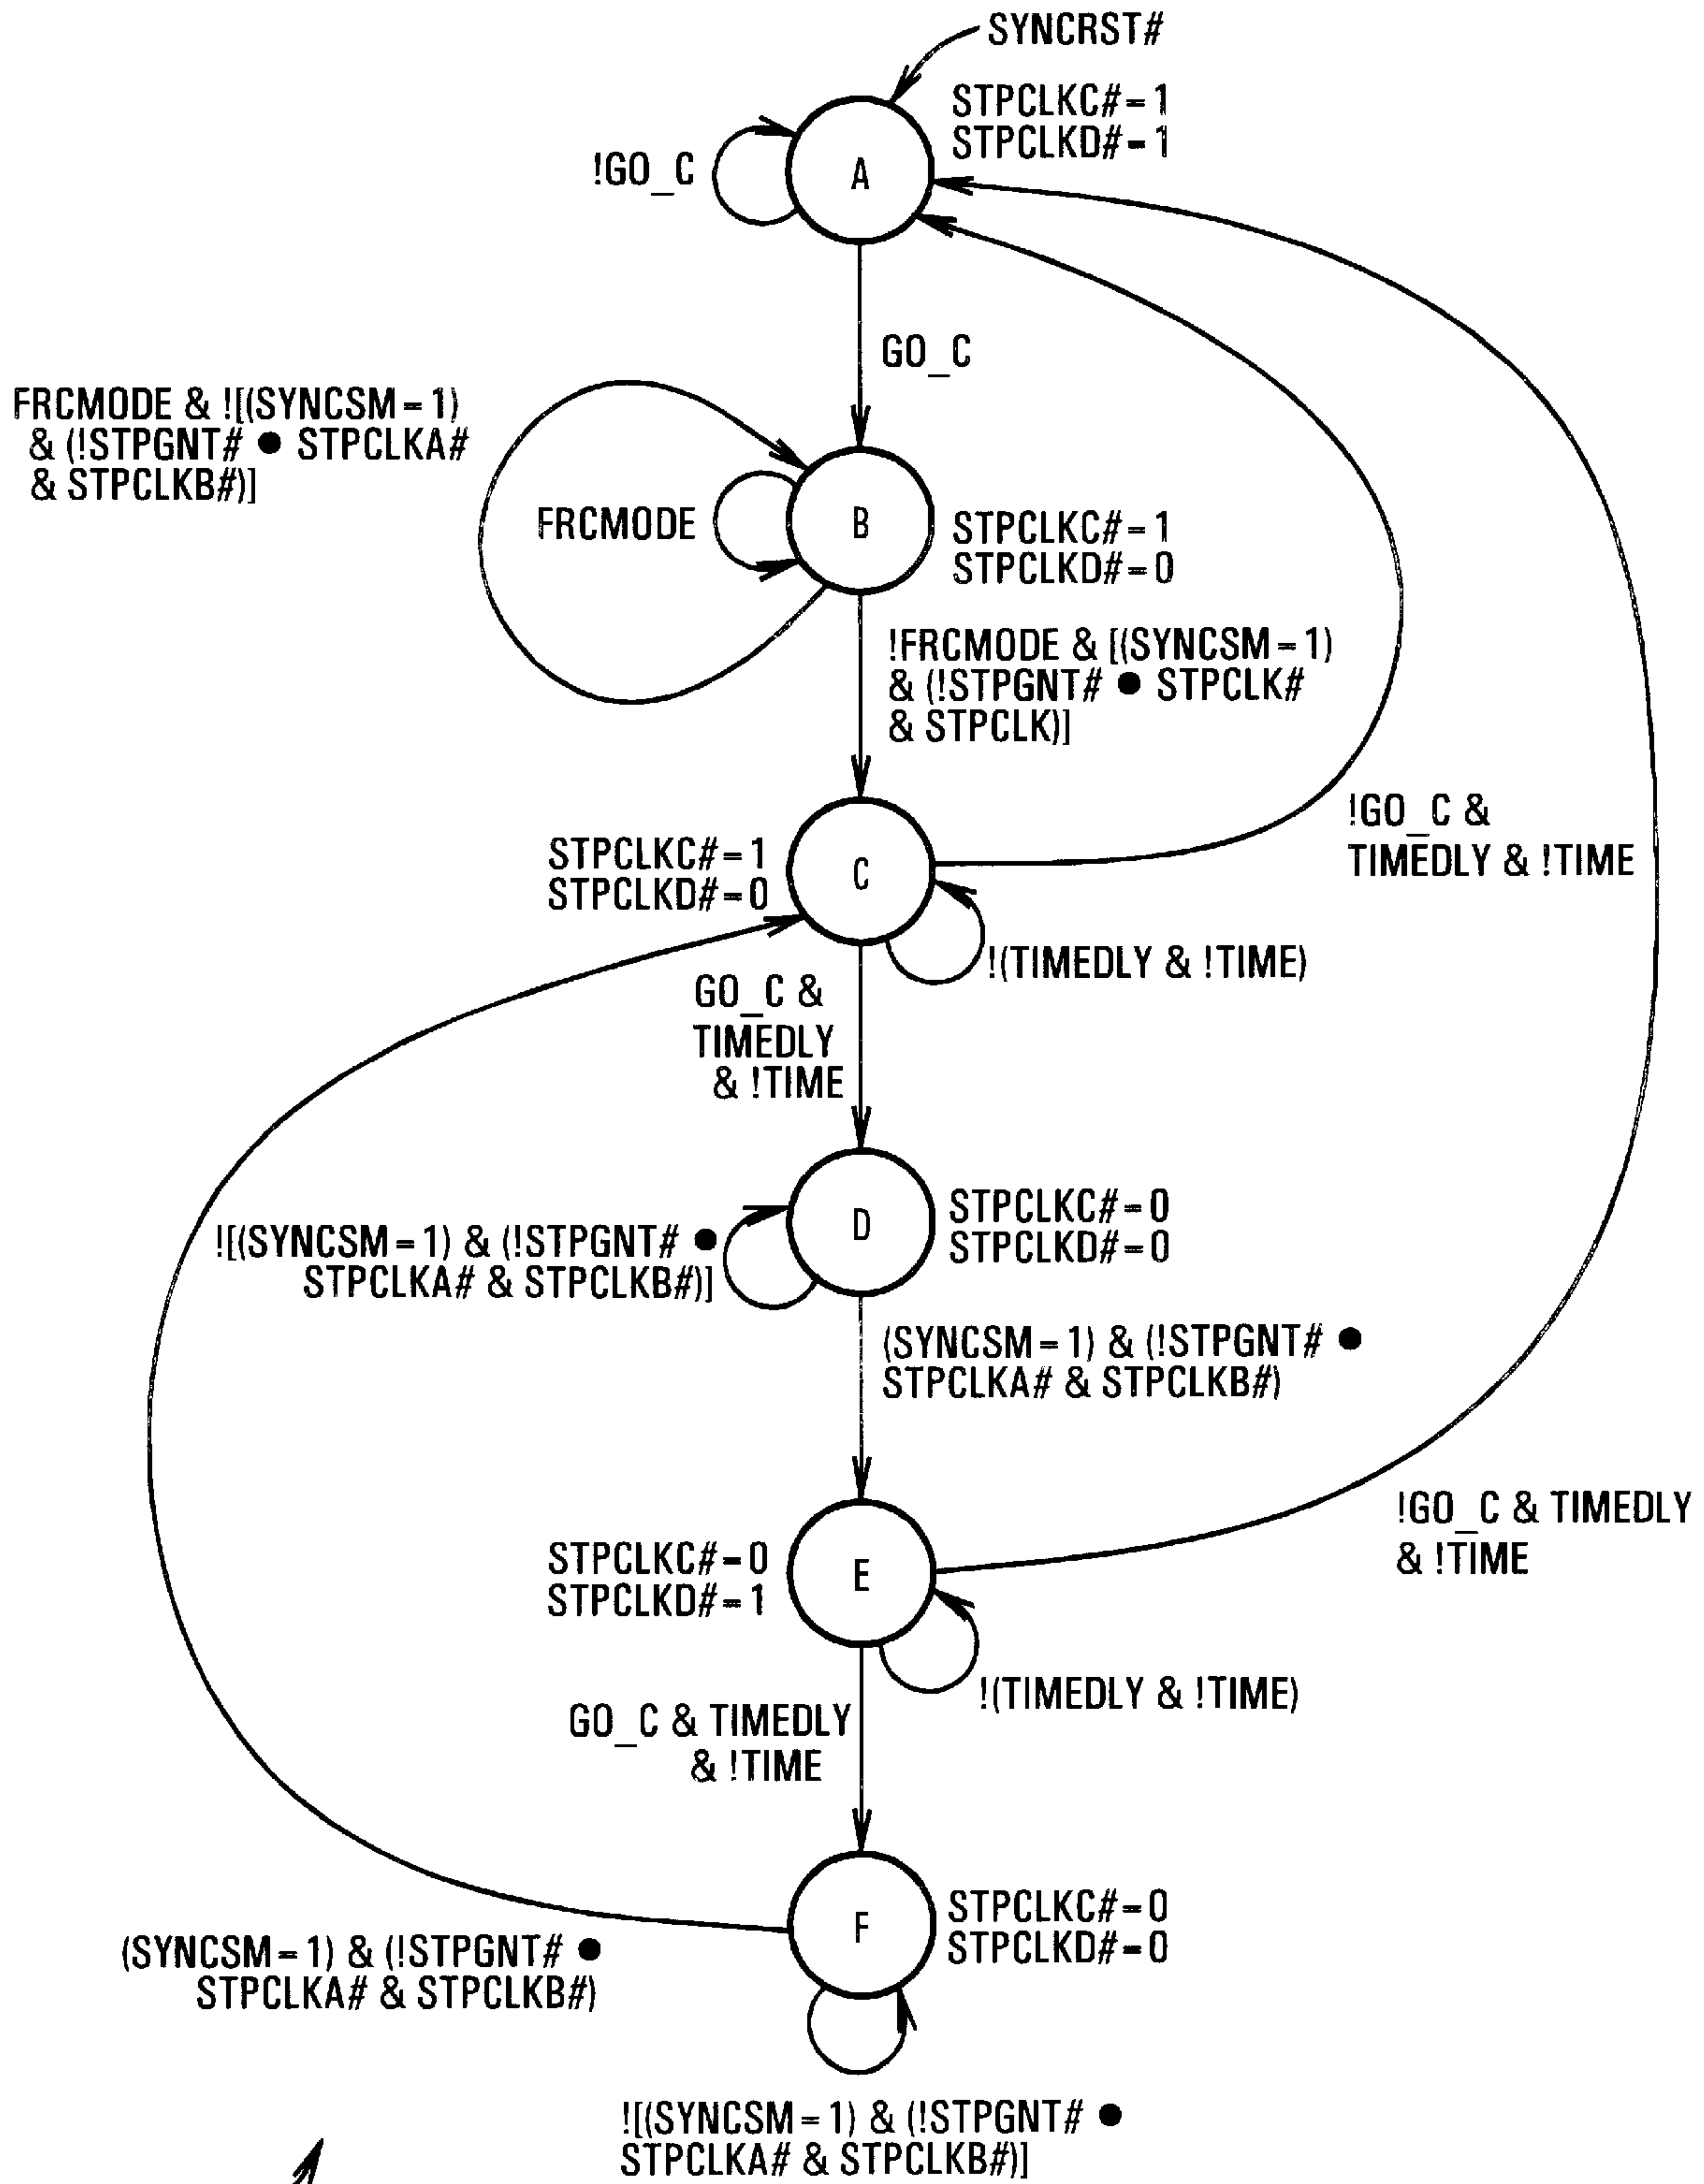 SYNCRST#
STPCLKC#=1
STPCLKD#=1
!GO_C
A
GO_C
FRCMODE & ![(SYNCSM=1)
& (!STPGNT# ● STPCLKA#
& STPCLKB#)]
FRCMODE
B
STPCLKC#=1
STPCLKD#=0
!FRCMODE & [(SYNCSM=1)
& (!STPGNT# ● STPCLK#
& STPCLK)]
!GO_C &
TIMEDLY & !TIME
STPCLKC#=1
STPCLKD#=0
C
!(TIMEDLY & !TIME)
GO_C &
TIMEDLY
& !TIME
D
STPCLKC#=0
STPCLKD#=0
![(SYNCSM=1) & (!STPGNT# ●
STPCLKA# & STPCLKB#)]
(SYNCSM=1) & (!STPGNT# ●
STPCLKA# & STPCLKB#)
!GO_C & TIMEDLY
& !TIME
STPCLKC#=0
STPCLKD#=1
E
!(TIMEDLY & !TIME)
GO_C & TIMEDLY
& !TIME
F
STPCLKC#=0
STPCLKD#=0
(SYNCSM=1) & (!STPGNT# ●
STPCLKA# & STPCLKB#)
![(SYNCSM=1) & (!STPGNT# ●
STPCLKA# & STPCLKB#)]